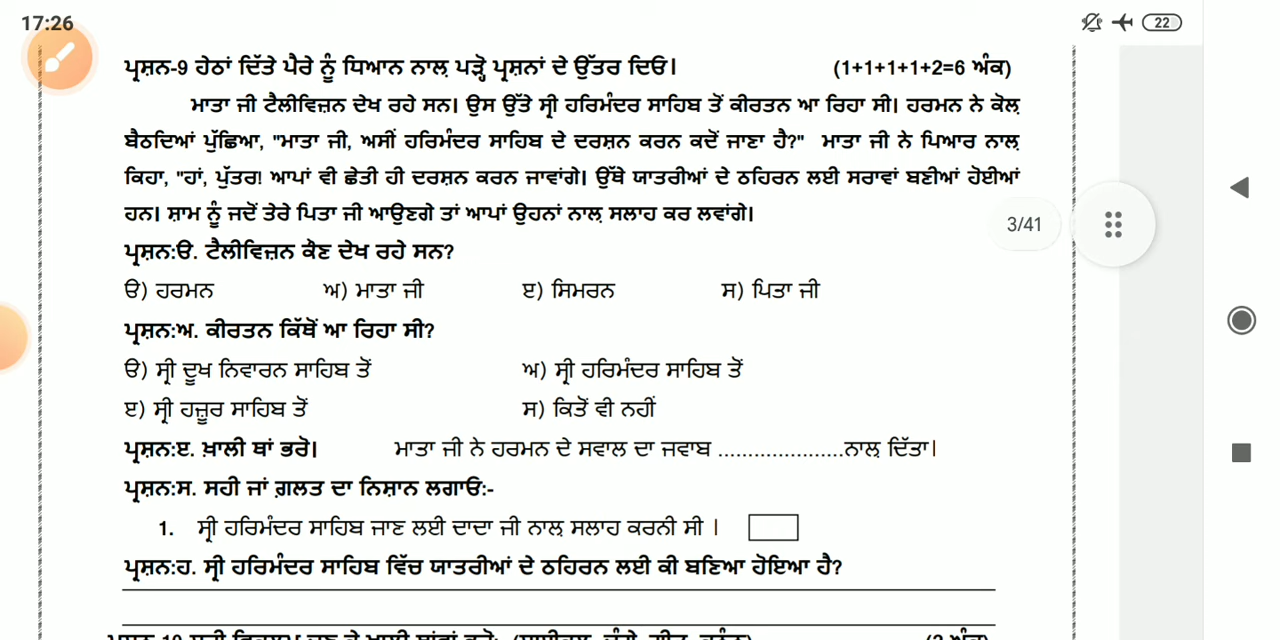 17:26
22
ਪ੍ਰਸ਼ਨ-9 ਹੇਠਾਂ ਦਿੱਤੇ ਪੈਰੇ ਨੂੰ ਧਿਆਨ ਨਾਲ਼ ਪੜ੍ਹੋ ਪ੍ਰਸ਼ਨਾਂ ਦੇ ਉੱਤਰ ਦਿਓ। (1+1+1+1+2=6 ਅੰਕ)
ਮਾਤਾ ਜੀ ਟੈਲੀਵਿਜ਼ਨ ਦੇਖ ਰਹੇ ਸਨ। ਉਸ ਉੱਤੇ ਸ੍ਰੀ ਹਰਿਮੰਦਰ ਸਾਹਿਬ ਤੋਂ ਕੀਰਤਨ ਆ ਰਿਹਾ ਸੀ। ਹਰਮਨ ਨੇ ਕੋਲ਼
ਬੈਠਦਿਆਂ ਪੁੱਛਿਆ, "ਮਾਤਾ ਜੀ, ਅਸੀਂ ਹਰਿਮੰਦਰ ਸਾਹਿਬ ਦੇ ਦਰਸ਼ਨ ਕਰਨ ਕਦੋਂ ਜਾਣਾ ਹੈ?" ਮਾਤਾ ਜੀ ਨੇ ਪਿਆਰ ਨਾਲ਼
ਕਿਹਾ, "ਹਾਂ, ਪੁੱਤਰ! ਆਪਾਂ ਵੀ ਛੇਤੀ ਹੀ ਦਰਸ਼ਨ ਕਰਨ ਜਾਵਾਂਗੇ। ਉੱਥੇ ਯਾਤਰੀਆਂ ਦੇ ਠਹਿਰਨ ਲਈ ਸਰਾਵਾਂ ਬਣੀਆਂ ਹੋਈਆਂ
ਹਨ। ਸ਼ਾਮ ਨੂੰ ਜਦੋਂ ਤੇਰੇ ਪਿਤਾ ਜੀ ਆਉਣਗੇ ਤਾਂ ਆਪਾਂ ਉਹਨਾਂ ਨਾਲ਼ ਸਲਾਹ ਕਰ ਲਵਾਂਗੇ।
3/41
ਪ੍ਰਸ਼ਨ:ੳ. ਟੈਲੀਵਿਜ਼ਨ ਕੋਣ ਦੇਖ ਰਹੇ ਸਨ?
ੳ) ਹਰਮਨ ਅ) ਮਾਤਾ ਜੀ ੲ) ਸਿਮਰਨ ਸ) ਪਿਤਾ ਜੀ
ਪ੍ਰਸ਼ਨ:ਅ. ਕੀਰਤਨ ਕਿੱਥੋਂ ਆ ਰਿਹਾ ਸੀ?
ੳ) ਸ੍ਰੀ ਦੂਖ ਨਿਵਾਰਨ ਸਾਹਿਬ ਤੋਂ ਅ) ਸ੍ਰੀ ਹਰਿਮੰਦਰ ਸਾਹਿਬ ਤੋਂ
ੲ) ਸ੍ਰੀ ਹਜ਼ੂਰ ਸਾਹਿਬ ਤੋਂ ਸ) ਕਿਤੋਂ ਵੀ ਨਹੀਂ
ਪ੍ਰਸ਼ਨ:ੲ. ਖ਼ਾਲੀ ਥਾਂ ਭਰੋ। ਮਾਤਾ ਜੀ ਨੇ ਹਰਮਨ ਦੇ ਸਵਾਲ ਦਾ ਜਵਾਬ .....................ਨਾਲ਼ ਦਿੱਤਾ।
ਪ੍ਰਸ਼ਨ:ਸ. ਸਹੀ ਜਾਂ ਗ਼ਲਤ ਦਾ ਨਿਸ਼ਾਨ ਲਗਾਓ:-
1. ਸ੍ਰੀ ਹਰਿਮੰਦਰ ਸਾਹਿਬ ਜਾਣ ਲਈ ਦਾਦਾ ਜੀ ਨਾਲ਼ ਸਲਾਹ ਕਰਨੀ ਸੀ ।
ਪ੍ਰਸ਼ਨ:ਹ. ਸ੍ਰੀ ਹਰਿਮੰਦਰ ਸਾਹਿਬ ਵਿੱਚ ਯਾਤਰੀਆਂ ਦੇ ਠਹਿਰਨ ਲਈ ਕੀ ਬਣਿਆ ਹੋਇਆ ਹੈ?